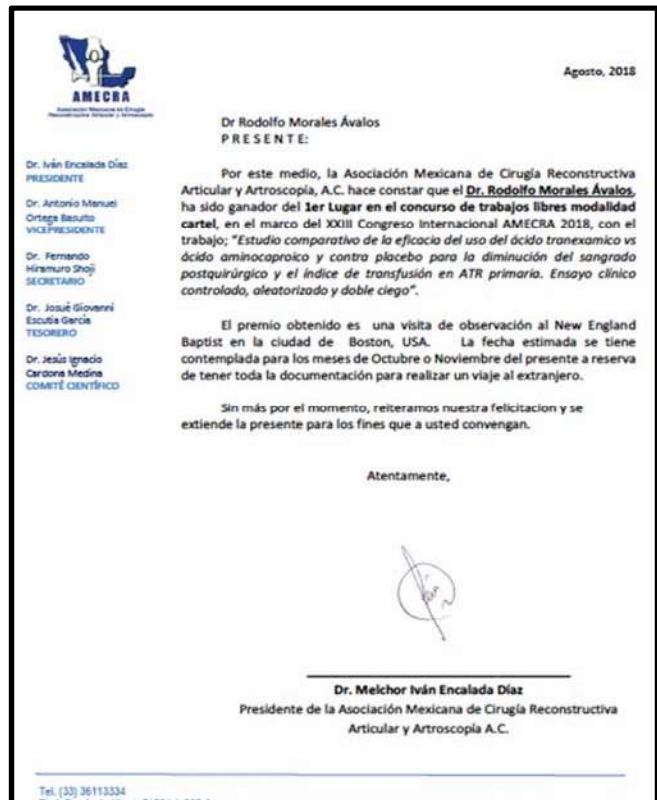 AMECRA
Asociación Mexicana de Cirugía
Reconstructiva Articular y Artroscopía
Agosto, 2018
Dr Rodolfo Morales Ávalos
P R E S E N T E:
Dr. Iván Encalada Díaz
PRESIDENTE
Dr. Antonio Manuel
Ortega Basulto
VICEPRESIDENTE
Dr. Fernando
Hiramuro Shoji
SECRETARIO
Dr. Josué Giovanni
Escutia García
TESORERO
Dr. Jesús Ignacio
Cardona Medina
COMITÉ CIENTÍFICO
Por este medio, la Asociación Mexicana de Cirugía Reconstructiva
Articular y Artroscopía, A.C. hace constar que el Dr. Rodolfo Morales Ávalos,
ha sido ganador del 1er Lugar en el concurso de trabajos libres modalidad
cartel, en el marco del XXIII Congreso Internacional AMECRA 2018, con el
trabajo; "Estudio comparativo de la eficacia del uso del ácido tranexamico vs
ácido aminocaproico y contra placebo para la diminución del sangrado
postquirúrgico y el índice de transfusión en ATR primaria. Ensayo clínico
controlado, aleatorizado y doble ciego".
El premio obtenido es una visita de observación al New England
Baptist en la ciudad de Boston, USA. La fecha estimada se tiene
contemplada para los meses de Octubre o Noviembre del presente a reserva
de tener toda la documentación para realizar un viaje al extranjero.
Sin más por el momento, reiteramos nuestra felicitacion y se
extiende la presente para los fines que a usted convengan.
Atentamente,
Dr. Melchor Iván Encalada Díaz
Presidente de la Asociación Mexicana de Cirugía Reconstructiva
Articular y Artroscopía A.C.
Tel. (33) 36113334